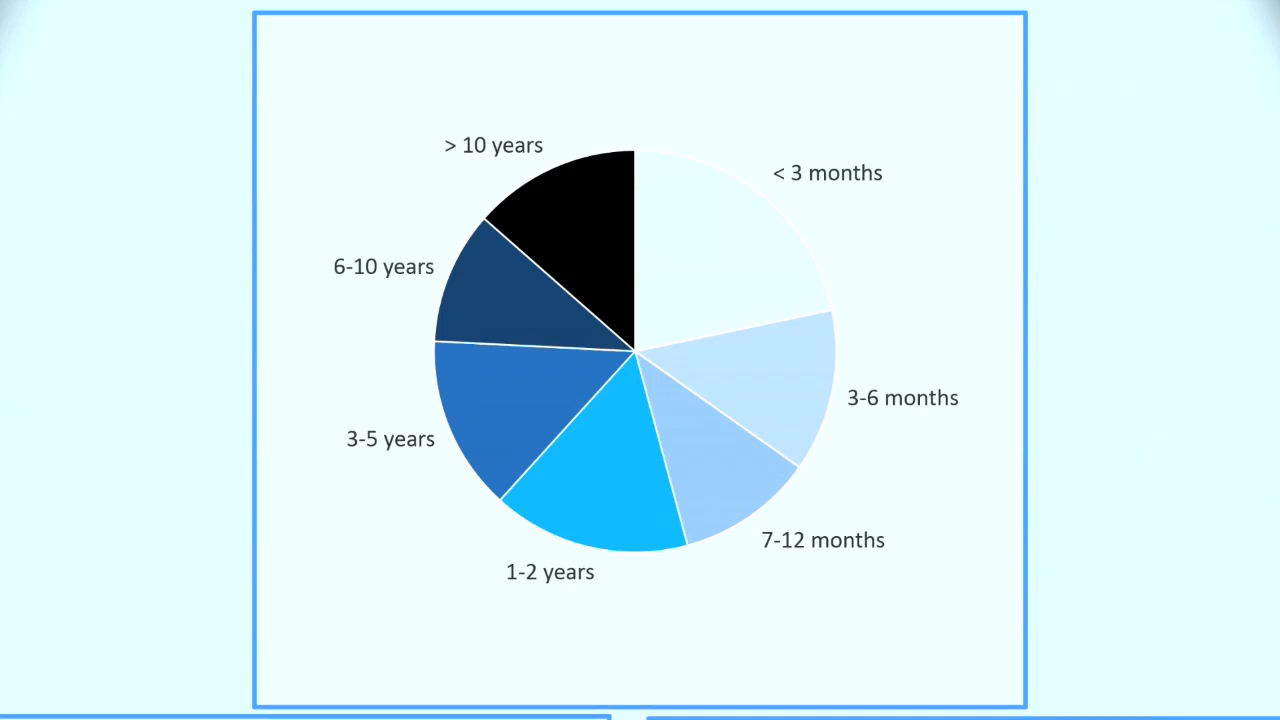 > 10 years
< 3 months
6-10 years
3-6 months
3-5 years
7-12 months
1-2 years